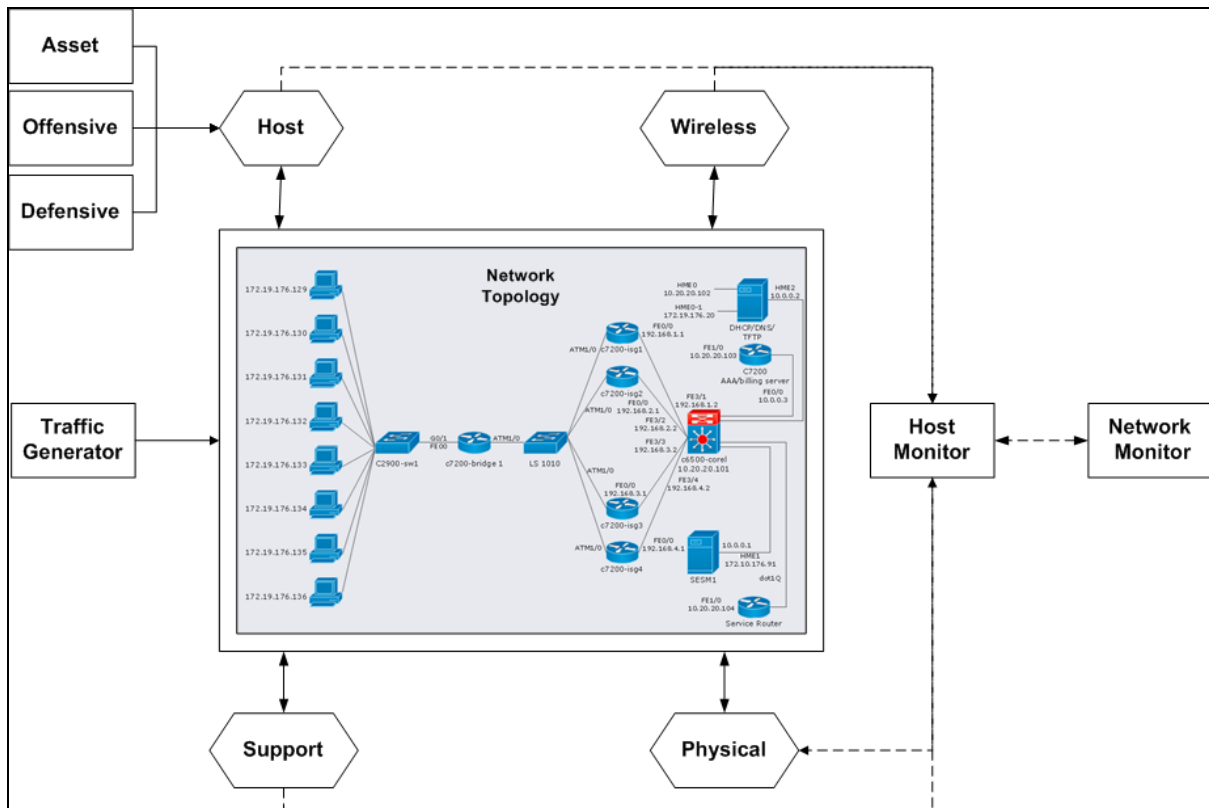 Asset
Offensive
Defensive
Host
Wireless
Traffic
Generator
Network
Topology
172.19.176.129
172.19.176.130
172.19.176.131
172.19.176.132
172.19.176.133
172.19.176.134
172.19.176.135
172.19.176.136
C2900-sw1
G0/1
FE00
c7200-bridge 1
ATM1/0
LS 1010
ATM1/0
FE0/0
192.168.1.1
c7200-isg1
c7200-isg2
ATM1/0
FE0/0
192.168.2.1
ATM1/0
FE0/0
192.168.3.1
c7200-isg3
ATM1/0
FE0/0
192.168.4.1
c7200-isg4
HME0
10.20.20.102
HME0-1
172.19.176.20
HME2
10.0.0.2
DHCP/DNS/
TFTP
FE1/0
10.20.20.103
C7200
AAA/billing server
FE0/0
10.0.0.3
FE3/1
192.168.1.2
FE3/2
192.168.2.2
FE3/3
192.168.3.2
c6500-corel
10.20.20.101
FE3/4
192.168.4.2
10.0.0.1
HME1
172.10.176.91
SESM1
dot1Q
FE1/0
10.20.20.104
Service Router
Host
Monitor
Network
Monitor
Support
Physical